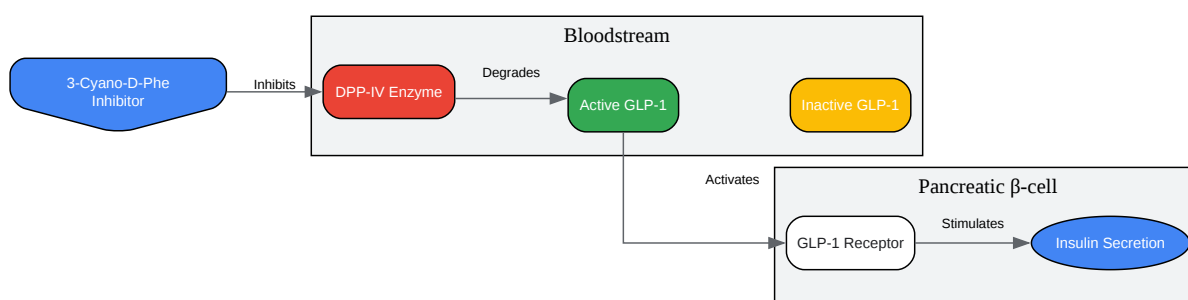 Bloodstream
3-Cyano-D-Phe
Inhibitor
Inhibits
DPP-IV Enzyme
Degrades
Active GLP-1
Inactive GLP-1
Activates
Pancreatic β-cell
GLP-1 Receptor
Stimulates
Insulin Secretion